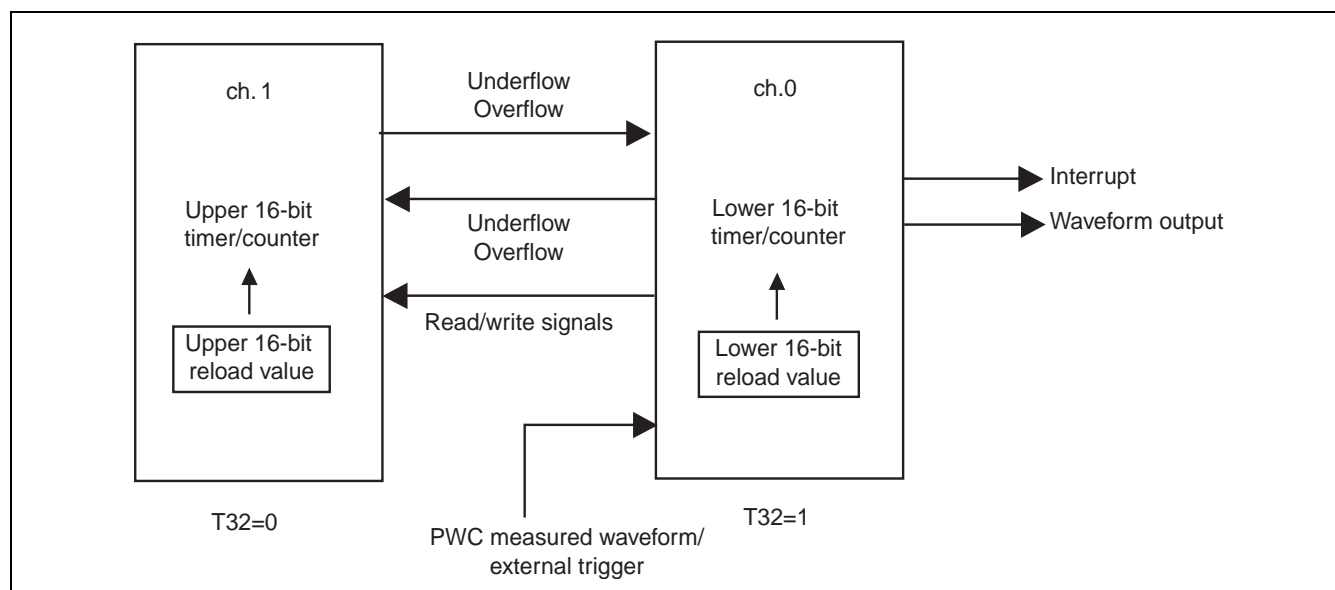 ch. 1
Underflow
Overflow
ch.0
Interrupt
Waveform output
Upper 16-bit
timer/counter
Underflow
Overflow
Lower 16-bit
timer/counter
Read/write signals
Upper 16-bit
reload value
Lower 16-bit
reload value
T32=0
T32=1
PWC measured waveform/
external trigger